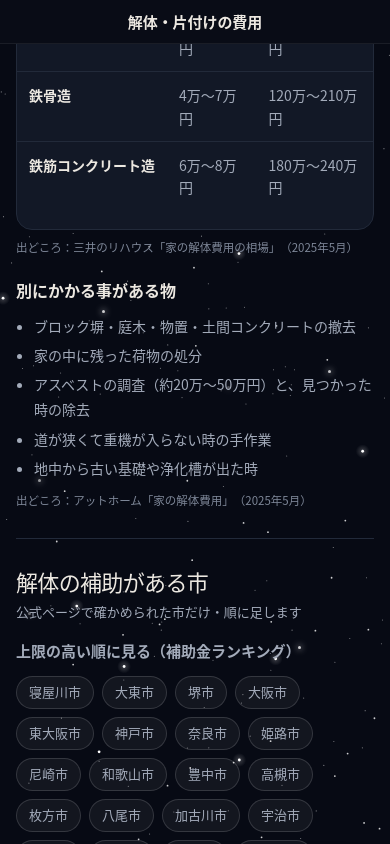 解体・片付けの費用
円 円
鉄骨造 4万〜7万 120万〜210万
円 円
鉄筋コンクリート造 6万〜8万 180万〜240万
円 円
出どころ：三井のリハウス「家の解体費用の相場」（2025年5月）
別にかかる事がある物
• ブロック塀・庭木・物置・土間コンクリートの撤去
• 家の中に残った荷物の処分
• アスベストの調査（約20万〜50万円）と、見つかった
時の除去
• 道が狭くて重機が入らない時の手作業
• 地中から古い基礎や浄化槽が出た時
出どころ：アットホーム「家の解体費用」（2025年5月）
解体の補助がある市
公式ページで確かめられた市だけ・順に足します
上限の高い順に見る（補助金ランキング）
寝屋川市 大東市 堺市 大阪市
東大阪市 神戸市 奈良市 姫路市
尼崎市 和歌山市 豊中市 高槻市
枚方市 八尾市 加古川市 宇治市